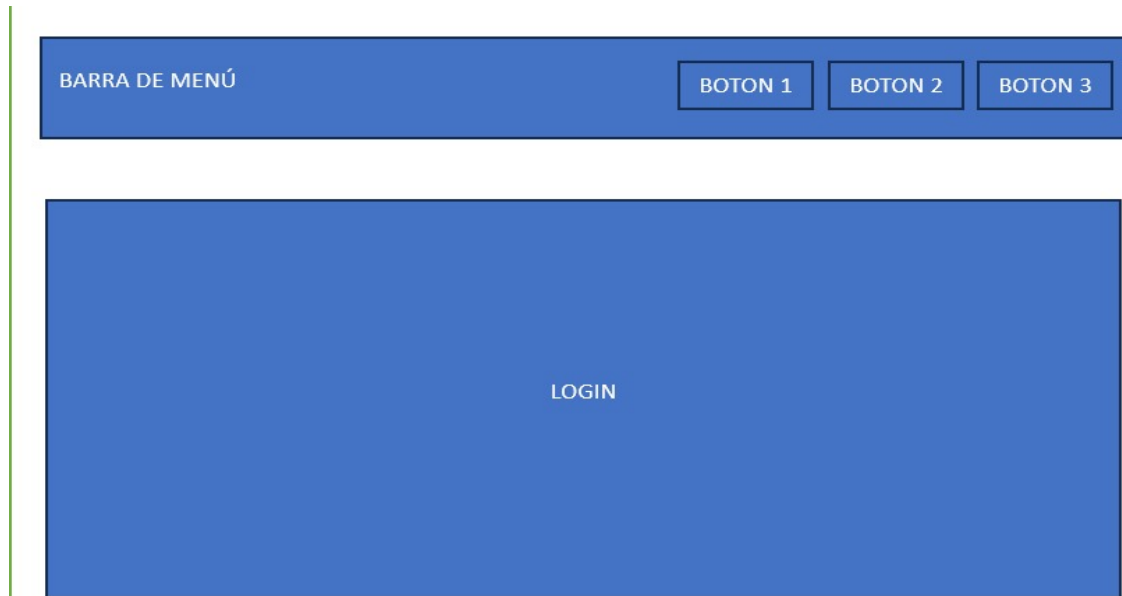 BARRA DE MENÚ
BOTON 1
BOTON 2
BOTON 3
LOGIN